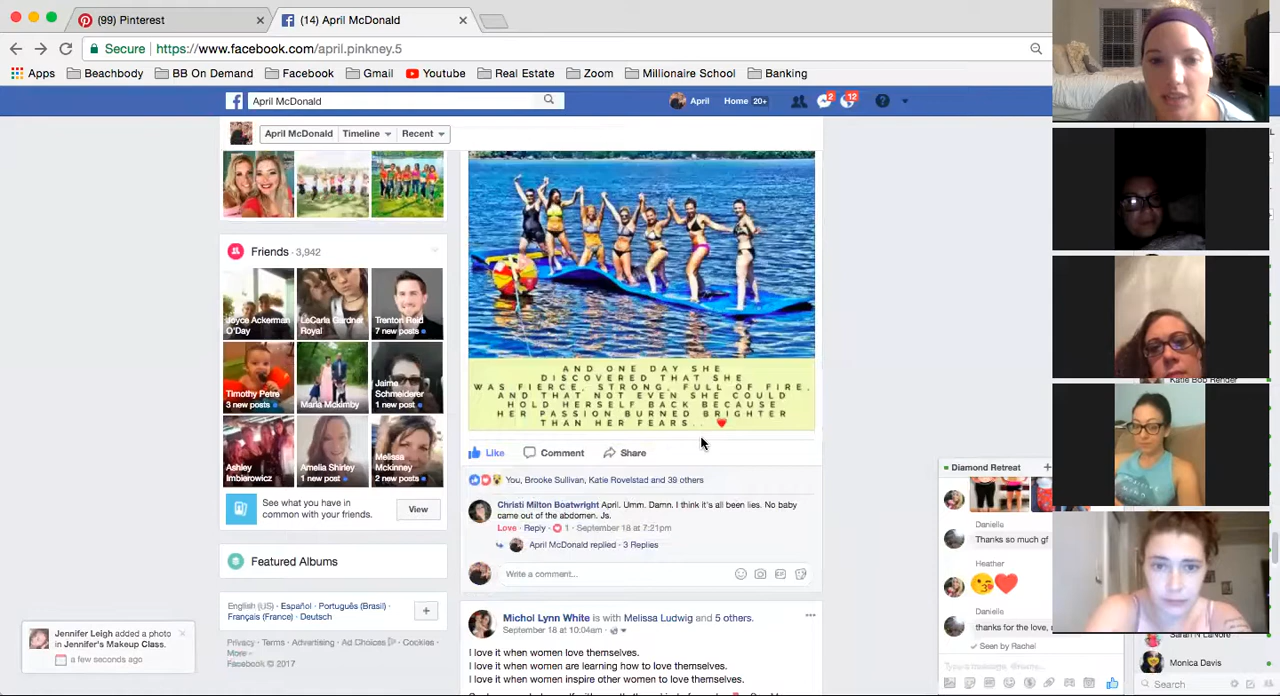 (99) Pinterest
(14) April McDonald
Secure https://www.facebook.com/april.pinkney.5
Apps Beachbody BB On Demand Facebook Gmail Youtube Real Estate Zoom Millionaire School Banking
April McDonald
April Home 20+ 2 12
April McDonald Timeline Recent
Friends · 3,942
Joyce Ackerman O'Day
LeCarla Gardner Royal
Trenton Reid
7 new posts
Timothy Petre
3 new posts
Maria Mckimby
Jaime Schmeiderer
1 new post
Ashley Imbierowicz
Amelia Shirley
1 new post
Melissa Mckinney
2 new posts
See what you have in
common with your friends.
View
Featured Albums
English (US) · Español · Português (Brasil) ·
Français (France) · Deutsch
Privacy · Terms · Advertising · Ad Choices · Cookies ·
More
Facebook © 2017
Jennifer Leigh added a photo
in Jennifer's Makeup Class.
a few seconds ago
AND ONE DAY SHE
DISCOVERED THAT SHE
WAS FIERCE, STRONG, FULL OF FIRE,
AND THAT NOT EVEN SHE COULD
HOLD HERSELF BACK BECAUSE
HER PASSION BURNED BRIGHTER
THAN HER FEARS.. ❤
Like Comment Share
You, Brooke Sullivan, Katie Rovelstad and 39 others
Christi Milton Boatwright April. Umm. Damn. I think it's all been lies. No baby
came out of the abdomen. Js.
Love · Reply · 1 · September 18 at 7:21pm
April McDonald replied · 3 Replies
Write a comment...
Michol Lynn White is with Melissa Ludwig and 5 others.
September 18 at 10:04am
I love it when women love themselves.
I love it when women are learning how to love themselves.
I love it when women inspire other women to love themselves.
Diamond Retreat
Danielle
Thanks so much gf
Heather
😘❤
Danielle
thanks for the love,
Seen by Rachel
Katie Bob Render
Sarah N LaNore
Monica Davis
Search